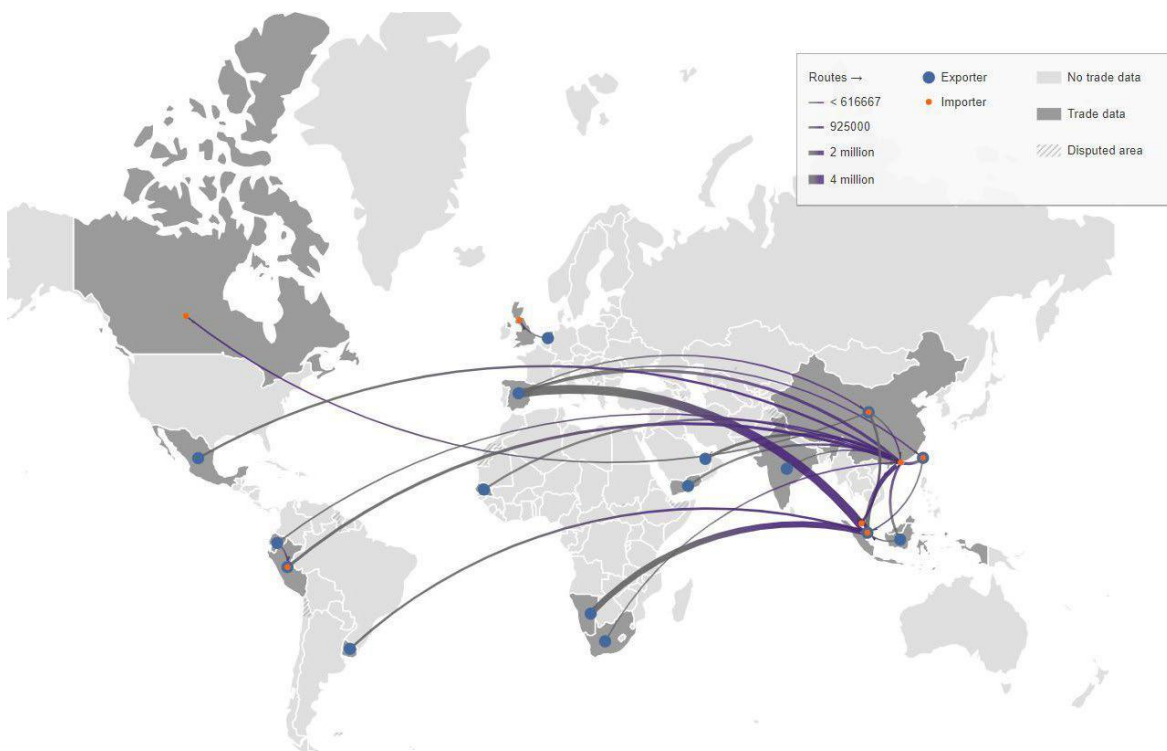 Routes →
< 616667
925000
2 million
4 million
Exporter
Importer
No trade data
Trade data
Disputed area